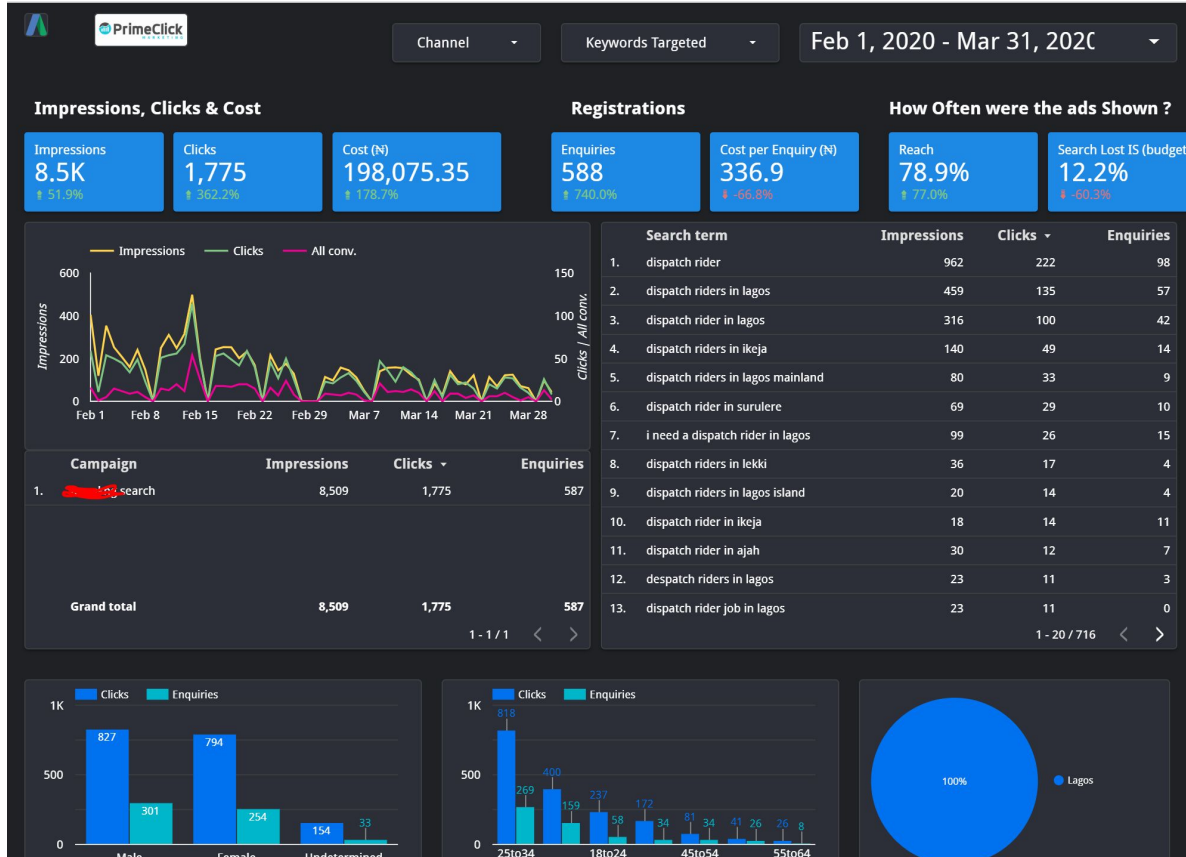 PrimeClick
MARKETING
Channel
Keywords Targeted
Feb 1, 2020 - Mar 31, 202
Impressions, Clicks & Cost
Registrations
How Often were the ads Shown ?
Impressions
8.5K
51.9%
Clicks
1,775
362.2%
Cost (₦)
198,075.35
178.7%
Enquiries
588
740.0%
Cost per Enquiry (₦)
336.9
-66.8%
Reach
78.9%
77.0%
Search Lost IS (budget
12.2%
-60.3%
Impressions Clicks All conv.
600 150
400 100
200 50
0 0
Impressions
Clicks | All conv.
Feb 1 Feb 8 Feb 15 Feb 22 Feb 29 Mar 7 Mar 14 Mar 21 Mar 28
Campaign Impressions Clicks Enquiries
1. search 8,509 1,775 587
Grand total 8,509 1,775 587
1 - 1 / 1
Search term Impressions Clicks Enquiries
1. dispatch rider 962 222 98
2. dispatch riders in lagos 459 135 57
3. dispatch rider in lagos 316 100 42
4. dispatch riders in ikeja 140 49 14
5. dispatch riders in lagos mainland 80 33 9
6. dispatch rider in surulere 69 29 10
7. i need a dispatch rider in lagos 99 26 15
8. dispatch riders in lekki 36 17 4
9. dispatch riders in lagos island 20 14 4
10. dispatch rider in ikeja 18 14 11
11. dispatch rider in ajah 30 12 7
12. despatch riders in lagos 23 11 3
13. dispatch rider job in lagos 23 11 0
1 - 20 / 716
Clicks Enquiries
1K
500
0
827 301 794 254 154 33
Male Female Undetermined
Clicks Enquiries
1K
500
0
818 269 400 159 237 58 172 34 81 34 41 26 26 8
25to34 18to24 45to54 55to64
100%
Lagos